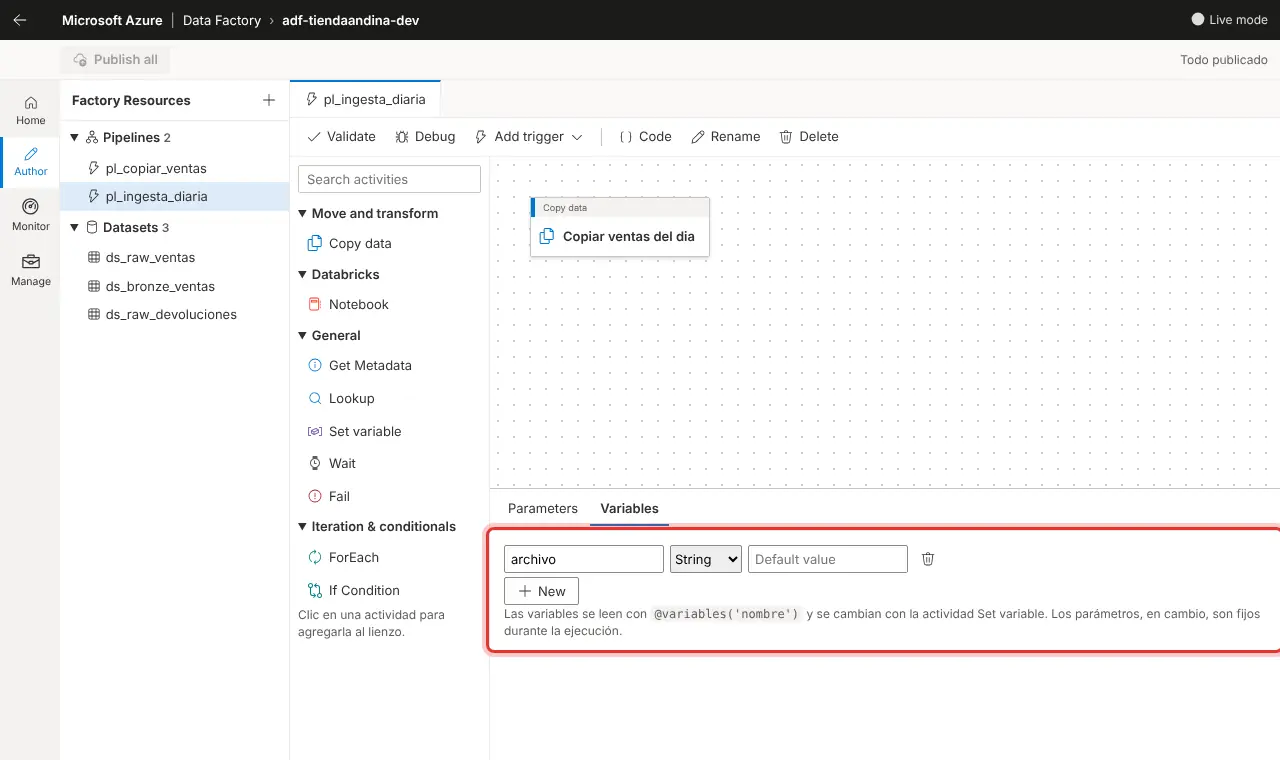 Microsoft Azure | Data Factory › adf-tiendaandina-dev
Live mode
Publish all
Todo publicado
Home
Author
Monitor
Manage
Factory Resources
Pipelines 2
pl_copiar_ventas
pl_ingesta_diaria
Datasets 3
ds_raw_ventas
ds_bronze_ventas
ds_raw_devoluciones
pl_ingesta_diaria
Validate Debug Add trigger Code Rename Delete
Search activities
Move and transform
Copy data
Databricks
Notebook
General
Get Metadata
Lookup
Set variable
Wait
Fail
Iteration & conditionals
ForEach
If Condition
Clic en una actividad para
agregarla al lienzo.
Copy data
Copiar ventas del dia
Parameters Variables
archivo String Default value
New
Las variables se leen con @variables('nombre') y se cambian con la actividad Set variable. Los parámetros, en cambio, son fijos
durante la ejecución.